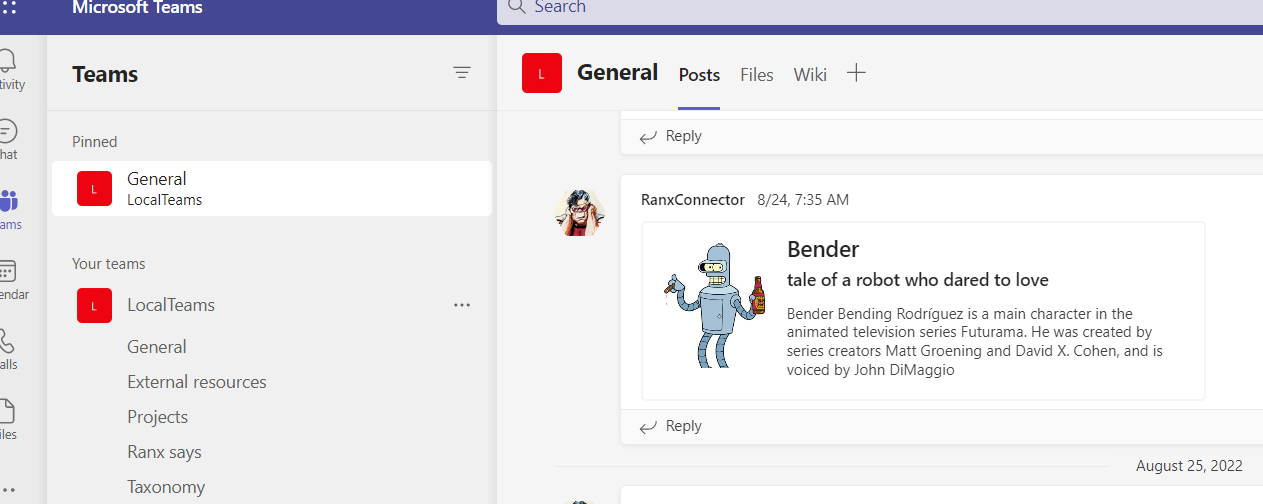 Microsoft Teams
Search
tivity
hat
ams
endar
alls
iles
Teams
Pinned
L
General
LocalTeams
Your teams
L
LocalTeams
General
External resources
Projects
Ranx says
Taxonomy
L
General
Posts
Files
Wiki
Reply
RanxConnector 8/24, 7:35 AM
Bender
tale of a robot who dared to love
Bender Bending Rodríguez is a main character in the
animated television series Futurama. He was created by
series creators Matt Groening and David X. Cohen, and is
voiced by John DiMaggio
Reply
August 25, 2022